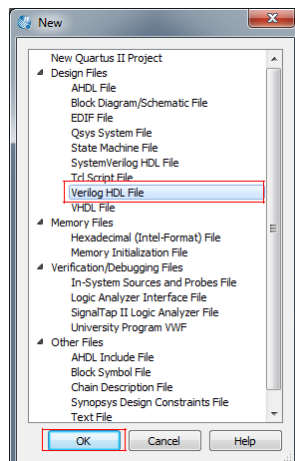 New
New Quartus II Project
Design Files
AHDL File
Block Diagram/Schematic File
EDIF File
Qsys System File
State Machine File
SystemVerilog HDL File
Tcl Script File
Verilog HDL File
VHDL File
Memory Files
Hexadecimal (Intel-Format) File
Memory Initialization File
Verification/Debugging Files
In-System Sources and Probes File
Logic Analyzer Interface File
SignalTap II Logic Analyzer File
University Program VWF
Other Files
AHDL Include File
Block Symbol File
Chain Description File
Synopsys Design Constraints File
Text File
OK Cancel Help